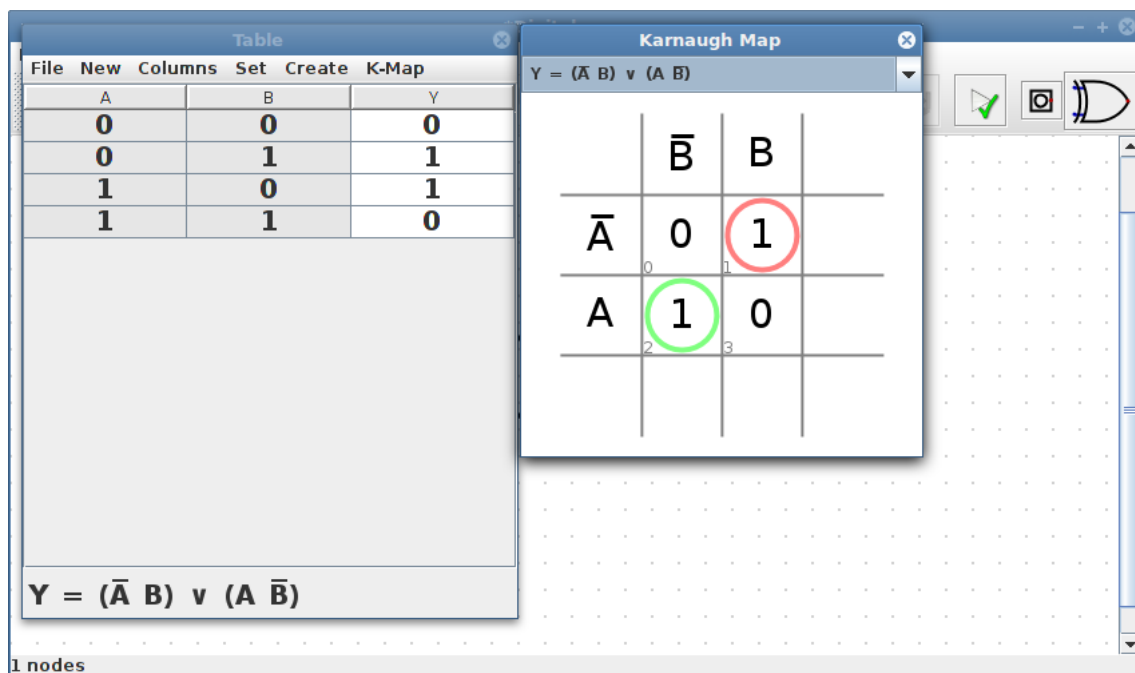 Table
File New Columns Set Create K-Map
A B Y
0 0 0
0 1 1
1 0 1
1 1 0
Y = (A̅ B) ∨ (A B̅)
Karnaugh Map
Y = (A̅ B) ∨ (A B̅)
B̅ B
A̅ 0 1
0 1
A 1 0
2 3
1 nodes